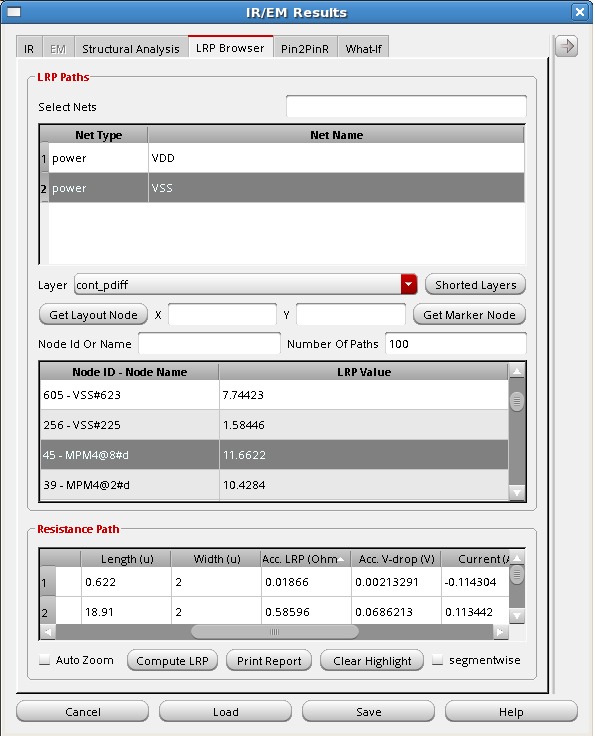 IR/EM Results
IR EM Structural Analysis LRP Browser Pin2PinR What-If
LRP Paths
Select Nets
Net Type Net Name
1 power VDD
2 power VSS
Layer cont_pdiff Shorted Layers
Get Layout Node X Y Get Marker Node
Node Id Or Name Number Of Paths 100
Node ID - Node Name LRP Value
605 - VSS#623 7.74423
256 - VSS#225 1.58446
45 - MPM4@8#d 11.6622
39 - MPM4@2#d 10.4284
Resistance Path
Length (u) Width (u) Acc. LRP (Ohm Acc. V-drop (V) Current (A
1 0.622 2 0.01866 0.00213291 -0.114304
2 18.91 2 0.58596 0.0686213 0.113442
Auto Zoom Compute LRP Print Report Clear Highlight segmentwise
Cancel Load Save Help